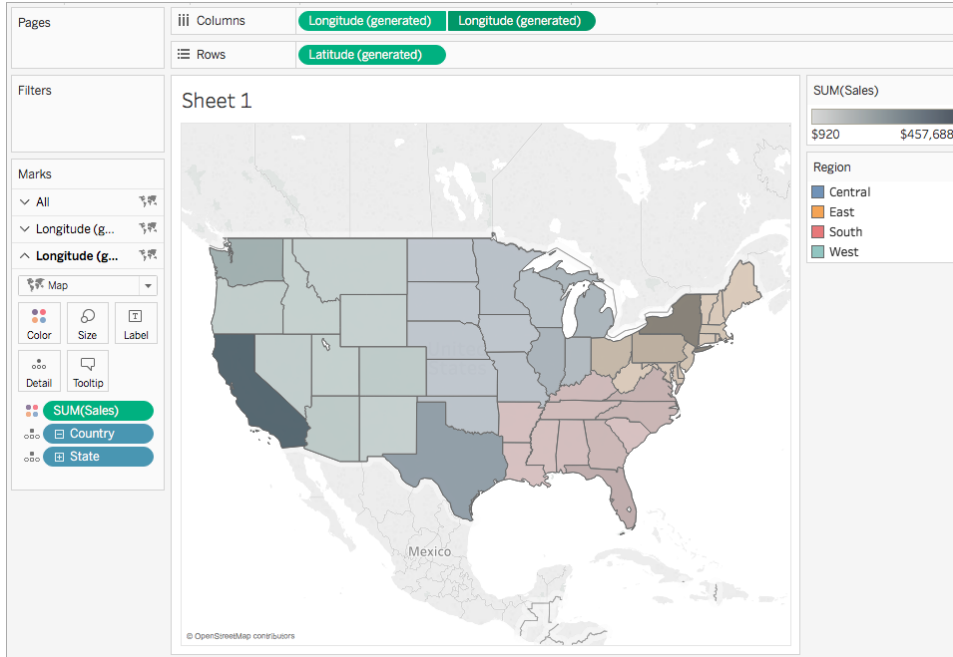 Pages
Columns
Longitude (generated)
Longitude (generated)
Rows
Latitude (generated)
Filters
Sheet 1
SUM(Sales)
$920
$457,688
Region
Central
East
South
West
Marks
All
Longitude (g...
Longitude (g...
Map
Color
Size
Label
Detail
Tooltip
SUM(Sales)
Country
State
United
States
Mexico
© OpenStreetMap contributors